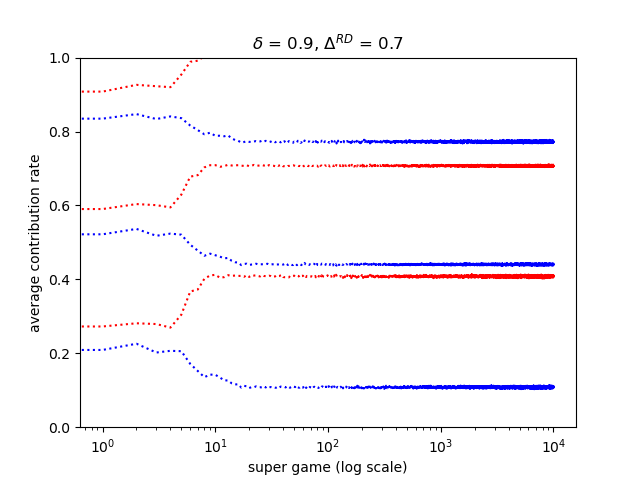 δ = 0.9, Δ^{RD} = 0.7
average contribution rate
1.0
0.8
0.6
0.4
0.2
0.0
10^0 10^1 10^2 10^3 10^4
super game (log scale)